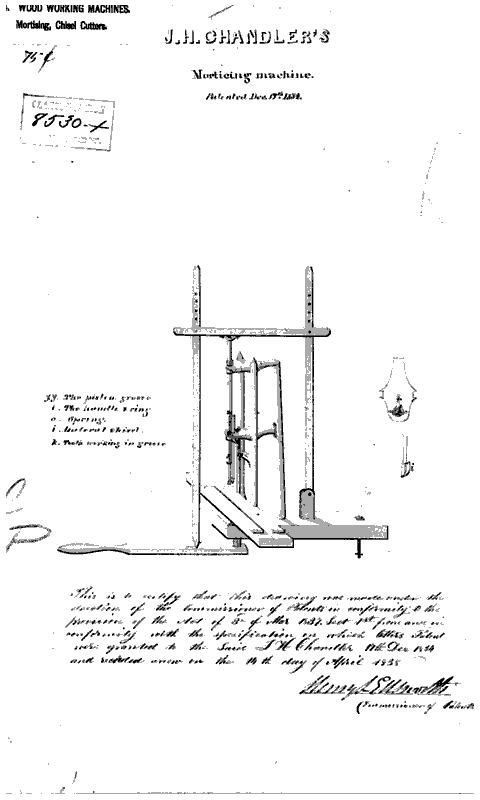 WOOD WORKING MACHINES.
Mortising, Chisel Cutters.
75
8530
J.H. CHANDLER'S
Morticing machine.
Patented Dec. 17th 1834.
The piston groove
i. The handle & ring
o. Spring.
i. Lateral chisel.
k. Tooth working in groove
i
This is to certify that this drawing was made under the
direction of the Commissioner of Patents in conformity to the
provision of the Act of 3d of Mar 1837. Sect 1st from and in
conformity with the specification on which letters Patent
were granted to the said J H Chandler 17th Dec 1834
and recorded anew on the 14th day of April 1838
Henry L Ellsworth
Commissioner of Patents